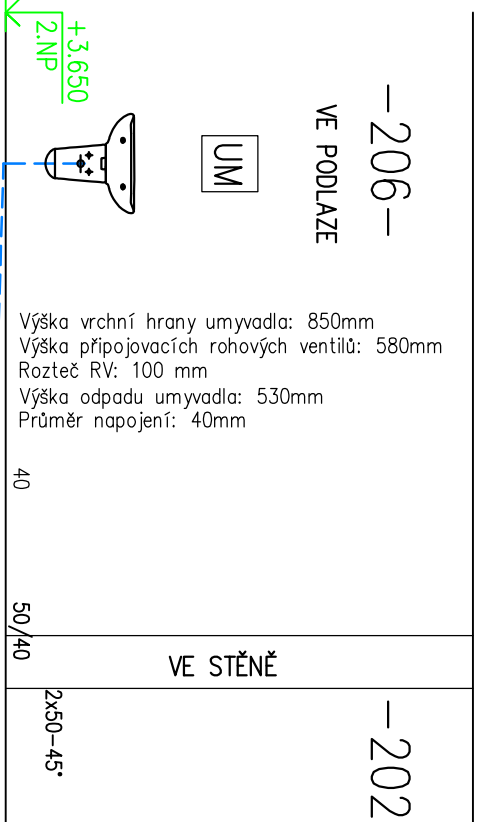 +3.650
2.NP
-206-
VE PODLAZE
UM
Výška vrchní hrany umyvadla: 850mm
Výška připojovacích rohových ventilů: 580mm
Rozteč RV: 100 mm
Výška odpadu umyvadla: 530mm
Průměr napojení: 40mm
40
50/40
VE STĚNĚ
2x50-45°
-202